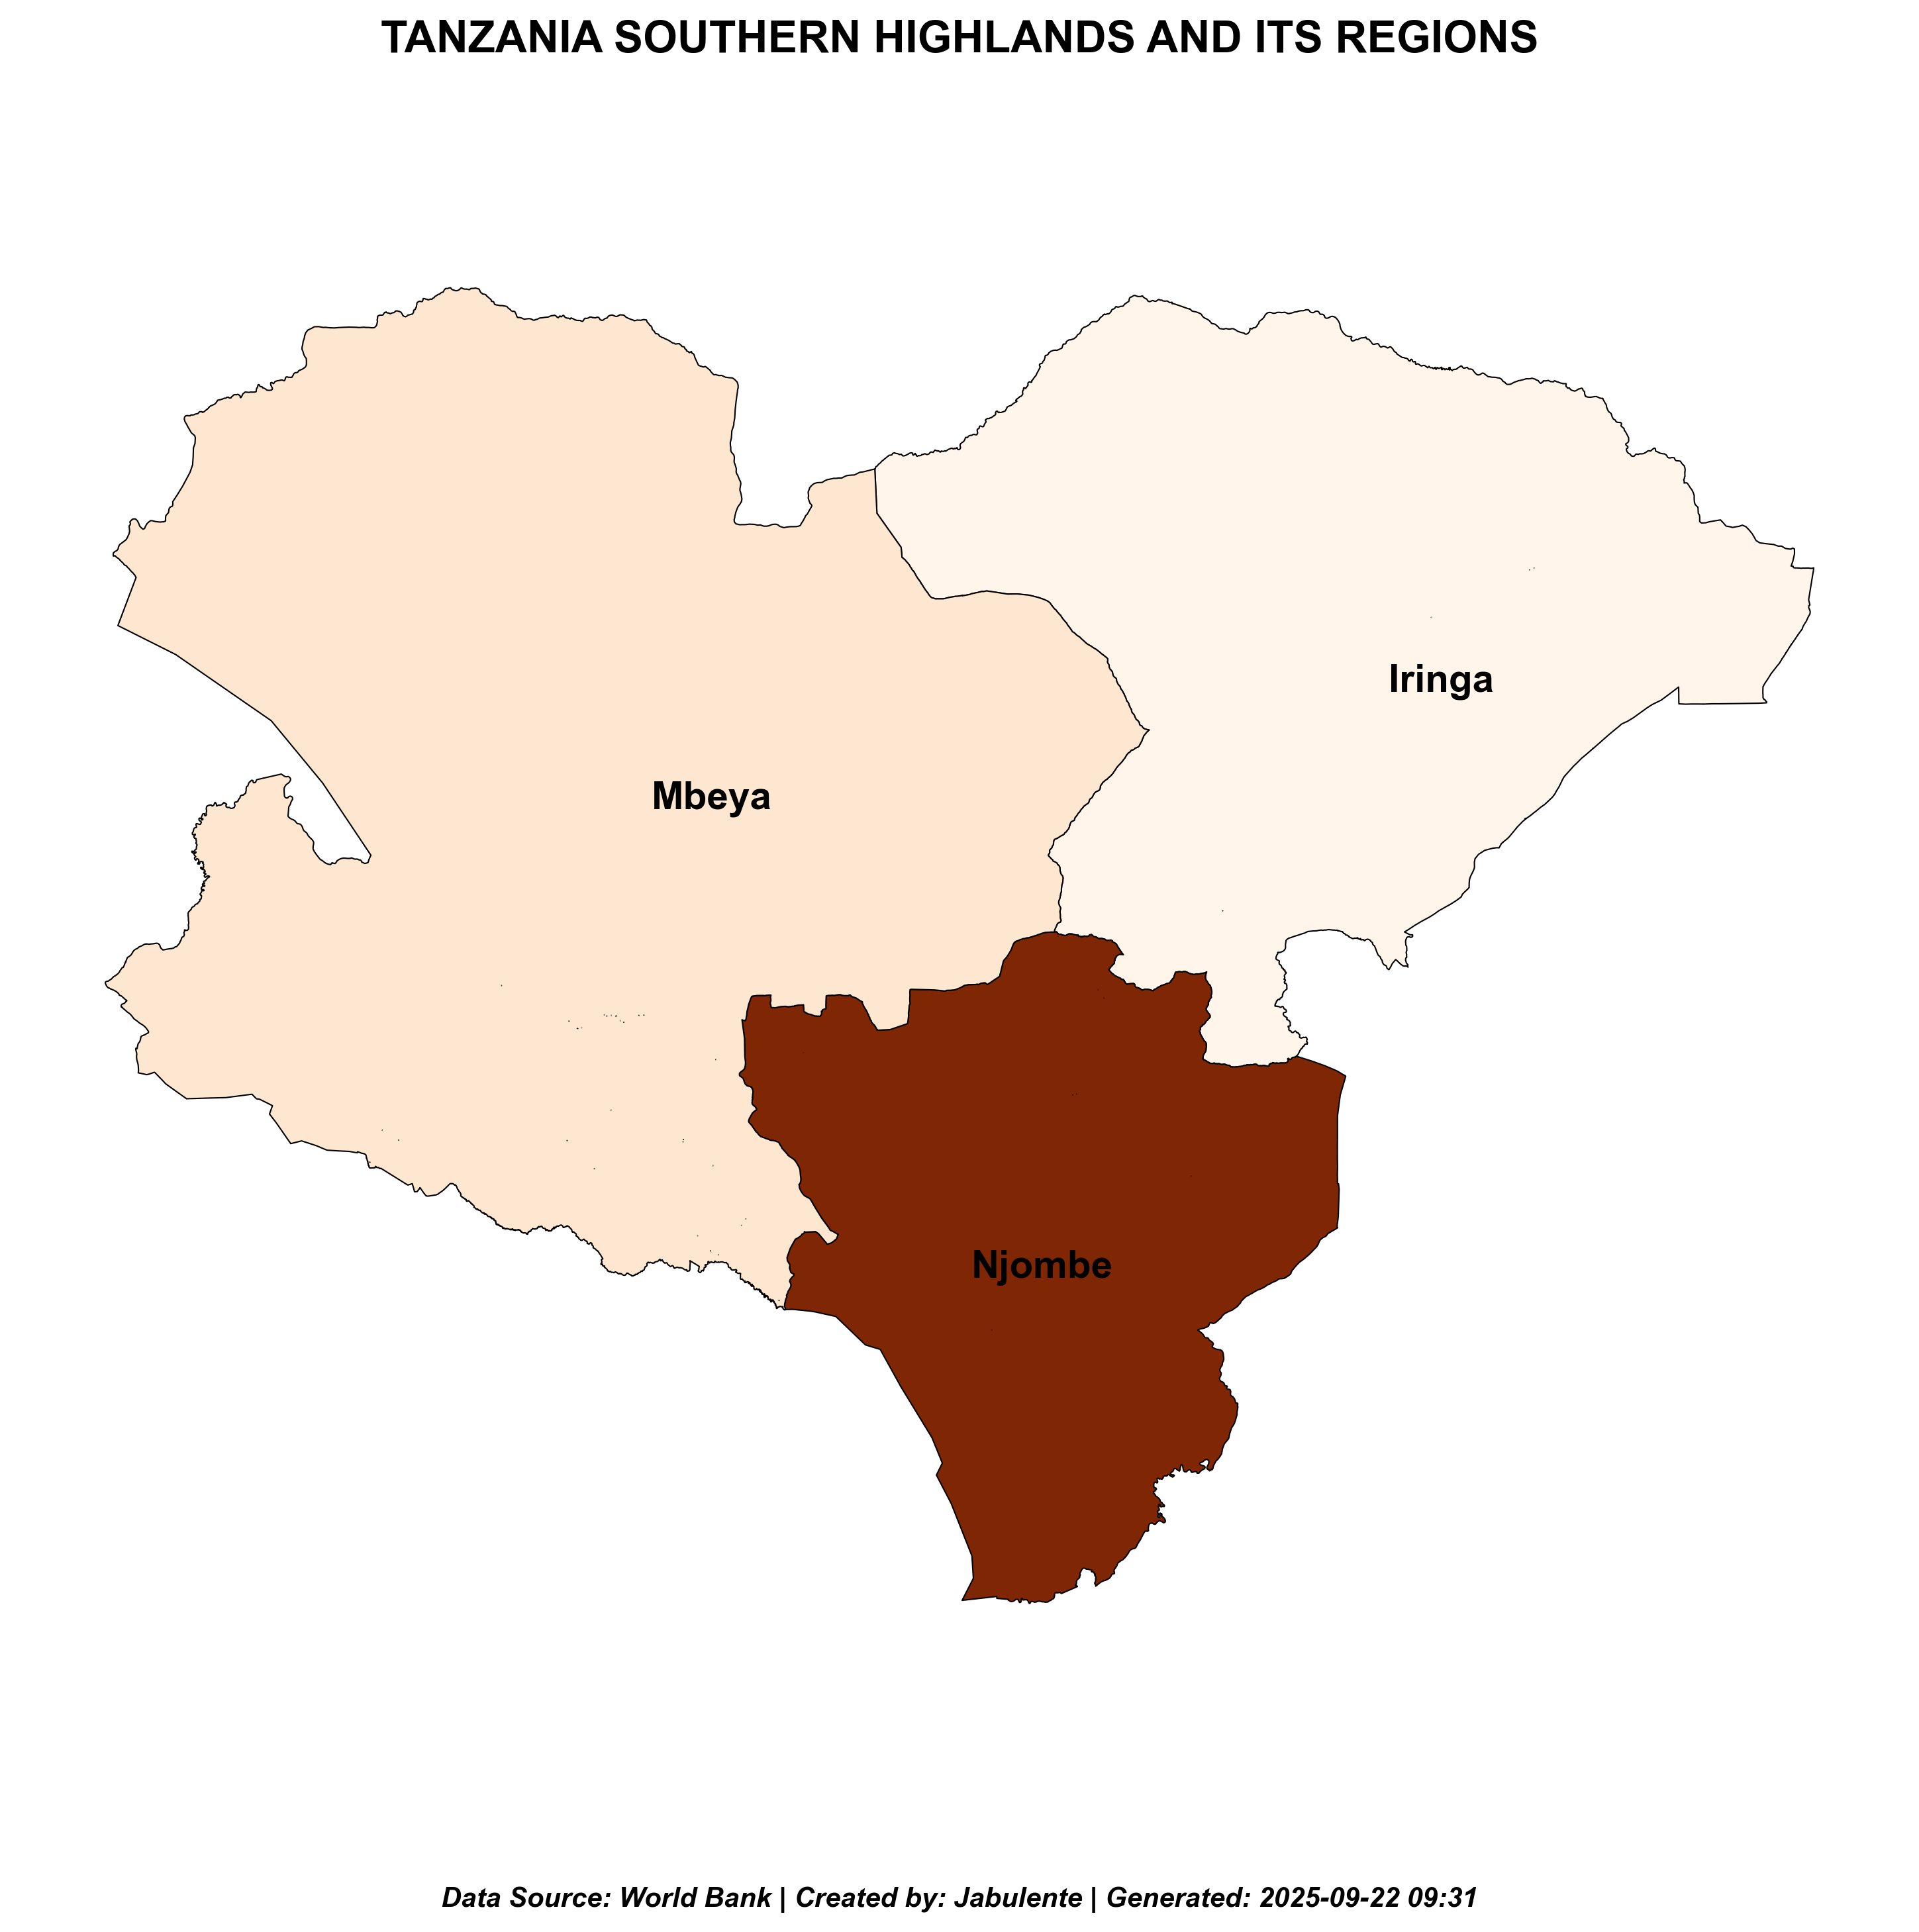 TANZANIA SOUTHERN HIGHLANDS AND ITS REGIONS
Iringa
Mbeya
Njombe
Data Source: World Bank | Created by: Jabulente | Generated: 2025-09-22 09:31